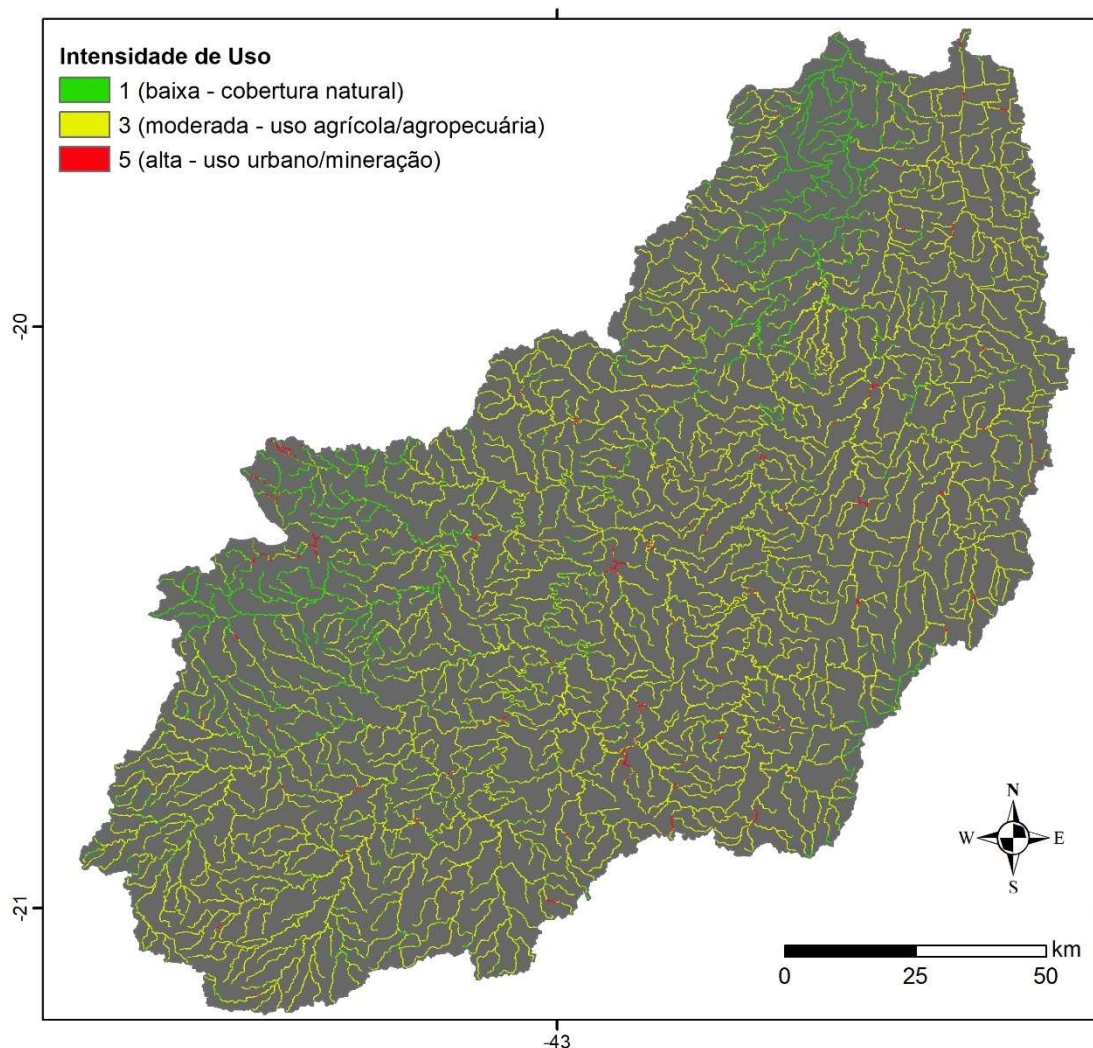 Intensidade de Uso
1 (baixa - cobertura natural)
3 (moderada - uso agrícola/agropecuária)
5 (alta - uso urbano/mineração)
-20
-21
N
W E
S
km
0 25 50
-43